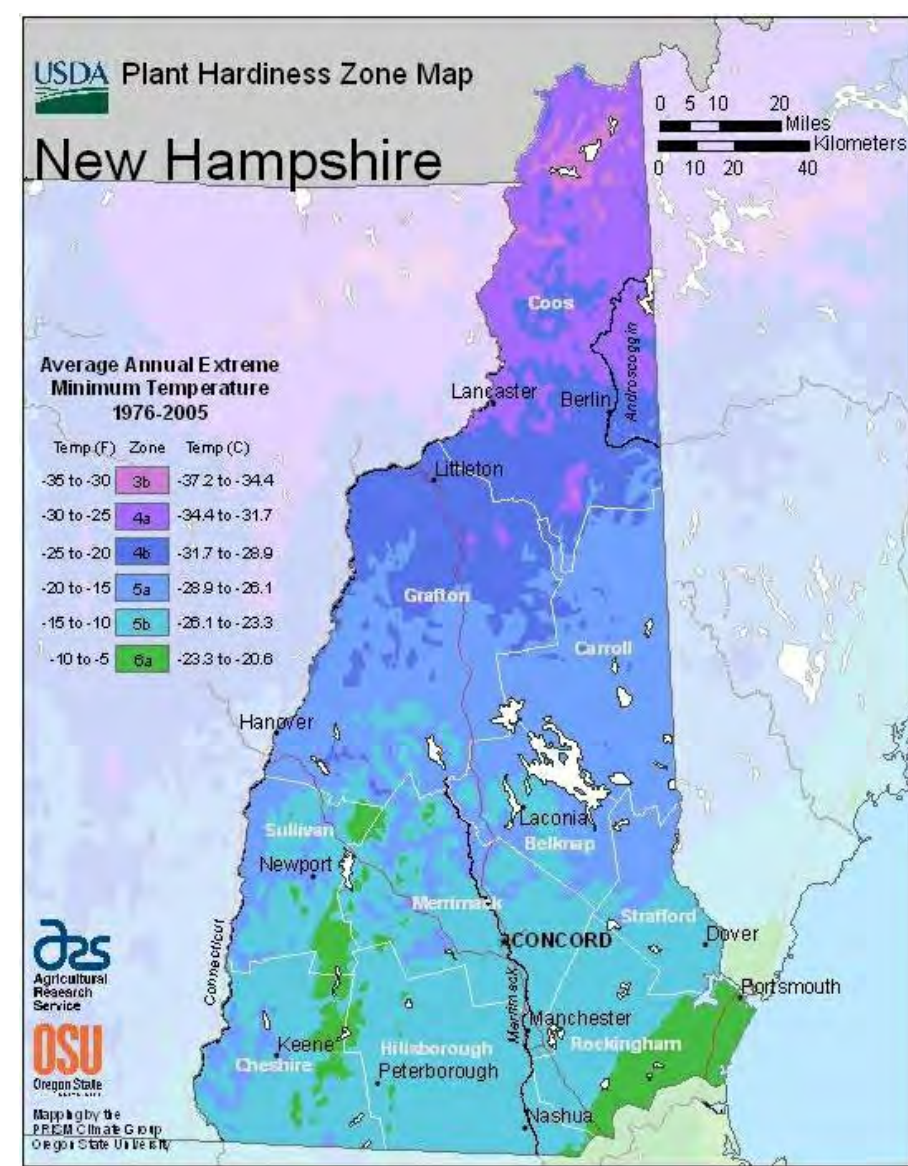 USDA Plant Hardiness Zone Map
New Hampshire
0 5 10 20
Miles
Kilometers
0 10 20 40
Average Annual Extreme
Minimum Temperature
1976-2005
Temp (F) Zone Temp (C)
-35 to -30 3b -37.2 to -34.4
-30 to -25 4a -34.4 to -31.7
-25 to -20 4b -31.7 to -28.9
-20 to -15 5a -28.9 to -26.1
-15 to -10 5b -26.1 to -23.3
-10 to -5 6a -23.3 to -20.6
Coos
Androscoggin
Lancaster
Berlin
Littleton
Grafton
Carroll
Hanover
Laconia
Sullivan
Belknap
Newport
Merrimack
Strafford
CONCORD
Dover
Connecticut
Merrimack
Portsmouth
Manchester
Keene
Hillsborough
Rockingham
Cheshire
Peterborough
Nashua
ars
Agricultural
Research
Service
OSU
Oregon State
UNIVERSITY
Mapping by the
PRISM Climate Group
Oregon State University